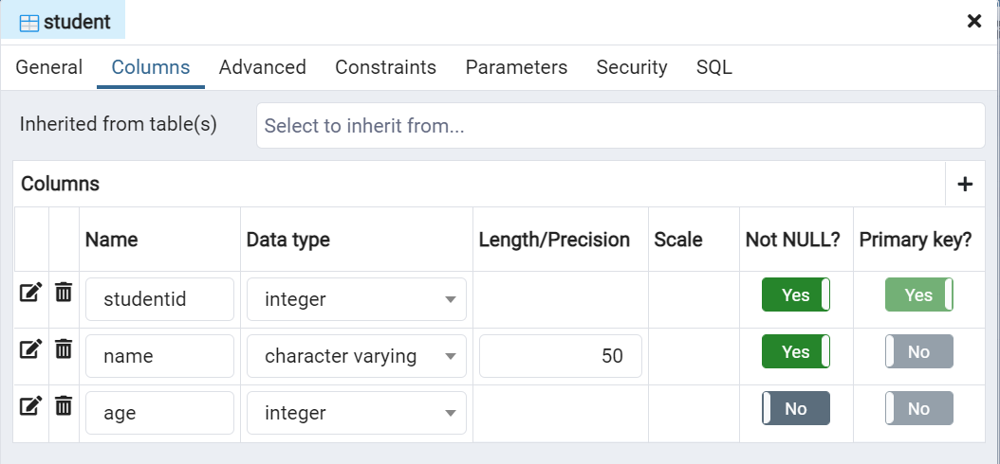 student
General Columns Advanced Constraints Parameters Security SQL
Inherited from table(s) Select to inherit from...
Columns
Name Data type Length/Precision Scale Not NULL? Primary key?
studentid integer Yes Yes
name character varying 50 Yes No
age integer No No